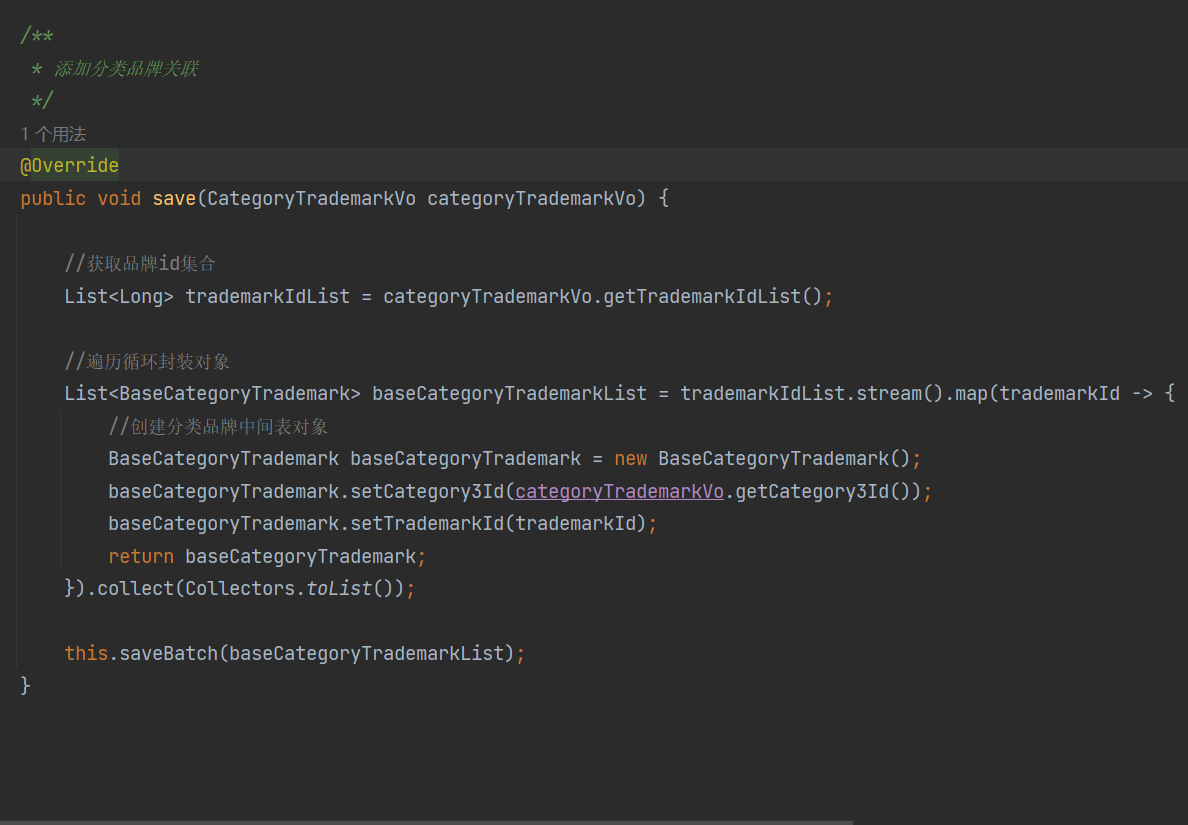 /**
 * 添加分类品牌关联
 */
1 个用法
@Override
public void save(CategoryTrademarkVo categoryTrademarkVo) {
    //获取品牌id集合
    List<Long> trademarkIdList = categoryTrademarkVo.getTrademarkIdList();
    //遍历循环封装对象
    List<BaseCategoryTrademark> baseCategoryTrademarkList = trademarkIdList.stream().map(trademarkId -> {
        //创建分类品牌中间表对象
        BaseCategoryTrademark baseCategoryTrademark = new BaseCategoryTrademark();
        baseCategoryTrademark.setCategory3Id(categoryTrademarkVo.getCategory3Id());
        baseCategoryTrademark.setTrademarkId(trademarkId);
        return baseCategoryTrademark;
    }).collect(Collectors.toList());
    this.saveBatch(baseCategoryTrademarkList);
}